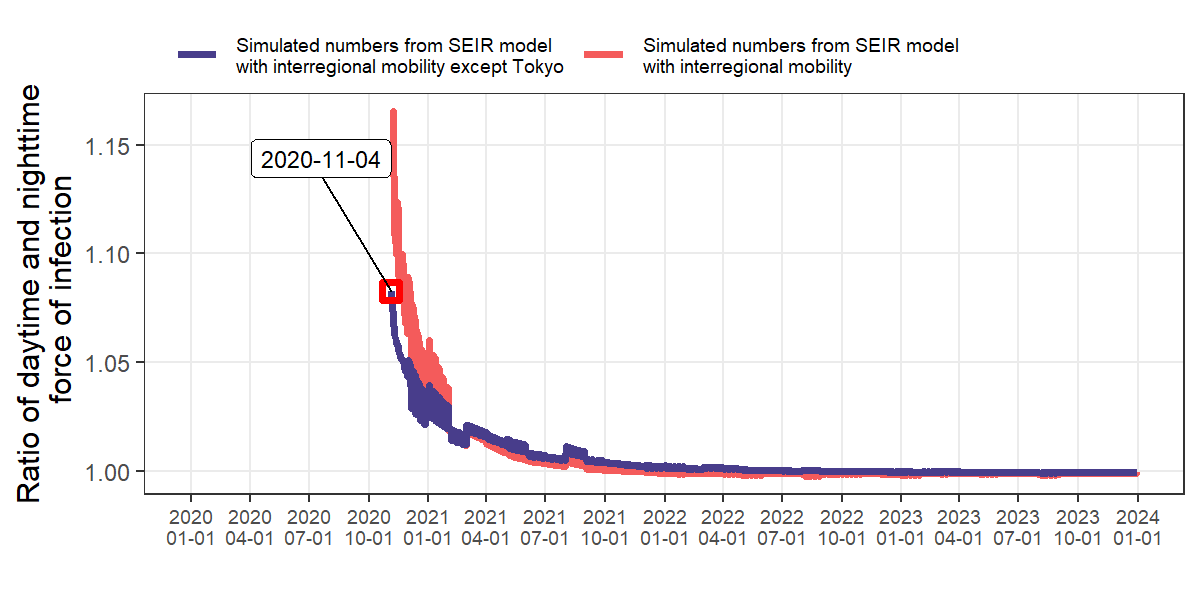 Simulated numbers from SEIR model
with interregional mobility except Tokyo
Simulated numbers from SEIR model
with interregional mobility
Ratio of daytime and nighttime
force of infection
1.15
1.10
1.05
1.00
2020-11-04
2020 2020 2020 2020 2021 2021 2021 2021 2022 2022 2022 2022 2023 2023 2023 2023 2024
01-01 04-01 07-01 10-01 01-01 04-01 07-01 10-01 01-01 04-01 07-01 10-01 01-01 04-01 07-01 10-01 01-01